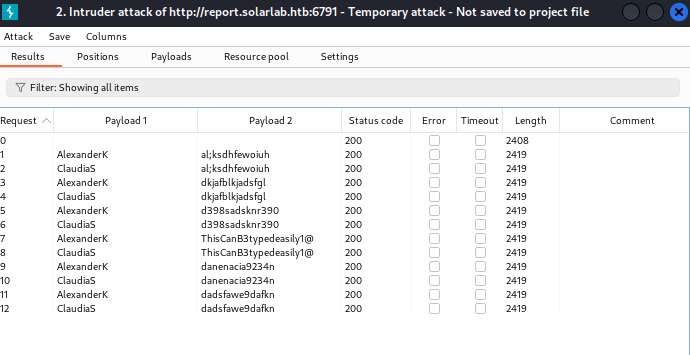 2. Intruder attack of http://report.solarlab.htb:6791 - Temporary attack - Not saved to project file
Attack Save Columns
Results Positions Payloads Resource pool Settings
Filter: Showing all items
Request Payload 1 Payload 2 Status code Error Timeout Length Comment
0 200 2408
1 AlexanderK al;ksdhfewoiuh 200 2419
2 ClaudiaS al;ksdhfewoiuh 200 2419
3 AlexanderK dkjafblkjadsfgl 200 2419
4 ClaudiaS dkjafblkjadsfgl 200 2419
5 AlexanderK d398sadsknr390 200 2419
6 ClaudiaS d398sadsknr390 200 2419
7 AlexanderK ThisCanB3typedeasily1@ 200 2419
8 ClaudiaS ThisCanB3typedeasily1@ 200 2419
9 AlexanderK danenacia9234n 200 2419
10 ClaudiaS danenacia9234n 200 2419
11 AlexanderK dadsfawe9dafkn 200 2419
12 ClaudiaS dadsfawe9dafkn 200 2419